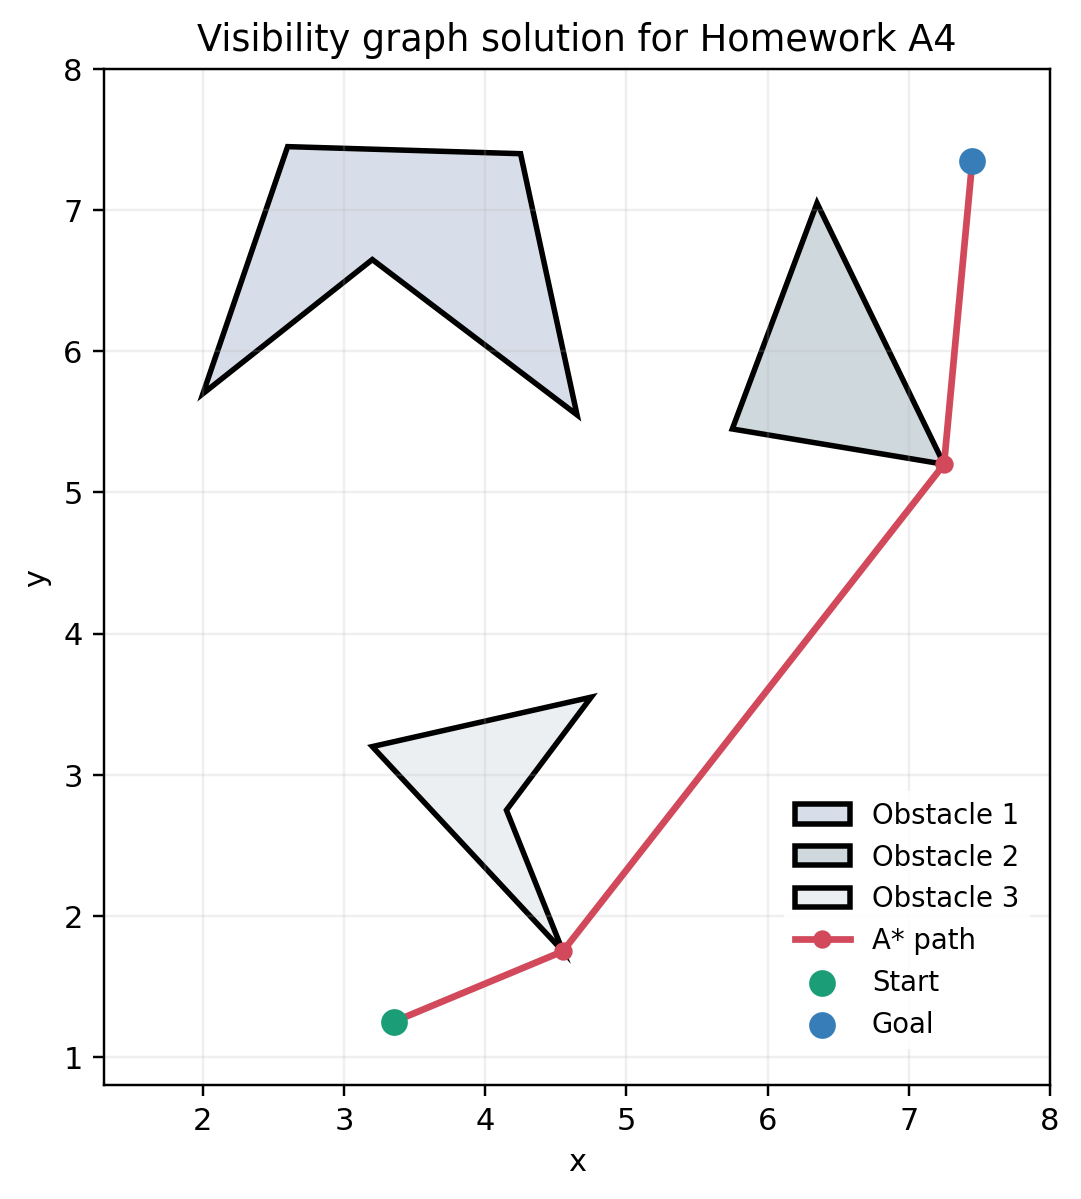 Visibility graph solution for Homework A4
8
7
6
5
4
3
2
1
y
2 3 4 5 6 7 8
x
Obstacle 1
Obstacle 2
Obstacle 3
A* path
Start
Goal